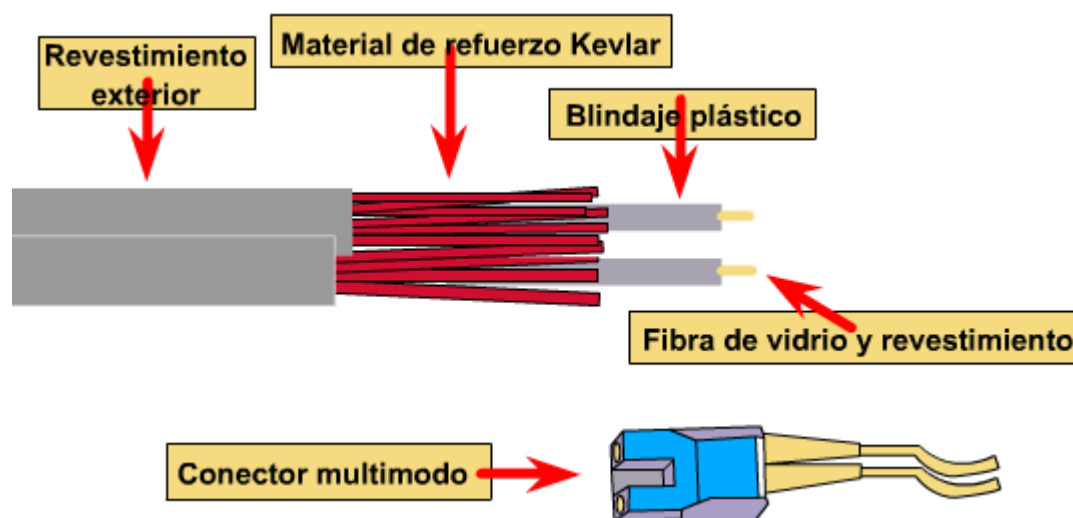 Revestimiento
exterior
Material de refuerzo Kevlar
Blindaje plástico
Fibra de vidrio y revestimiento
Conector multimodo